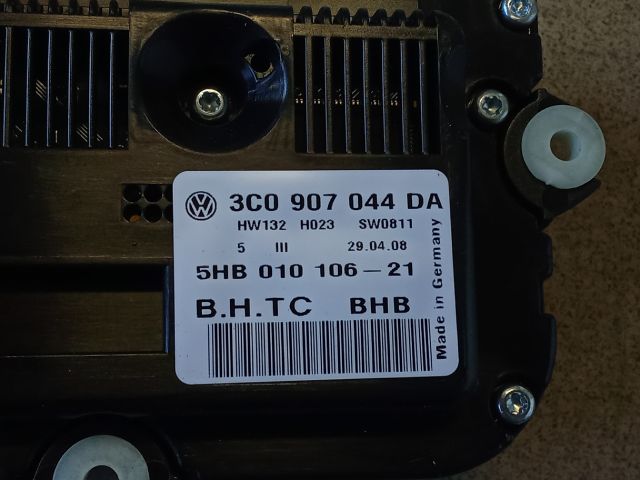 3C0 907 044 DA
HW132 H023 SW0811
5 III 29.04.08
5HB 010 106-21
B.H.TC BHB
Made in Germany